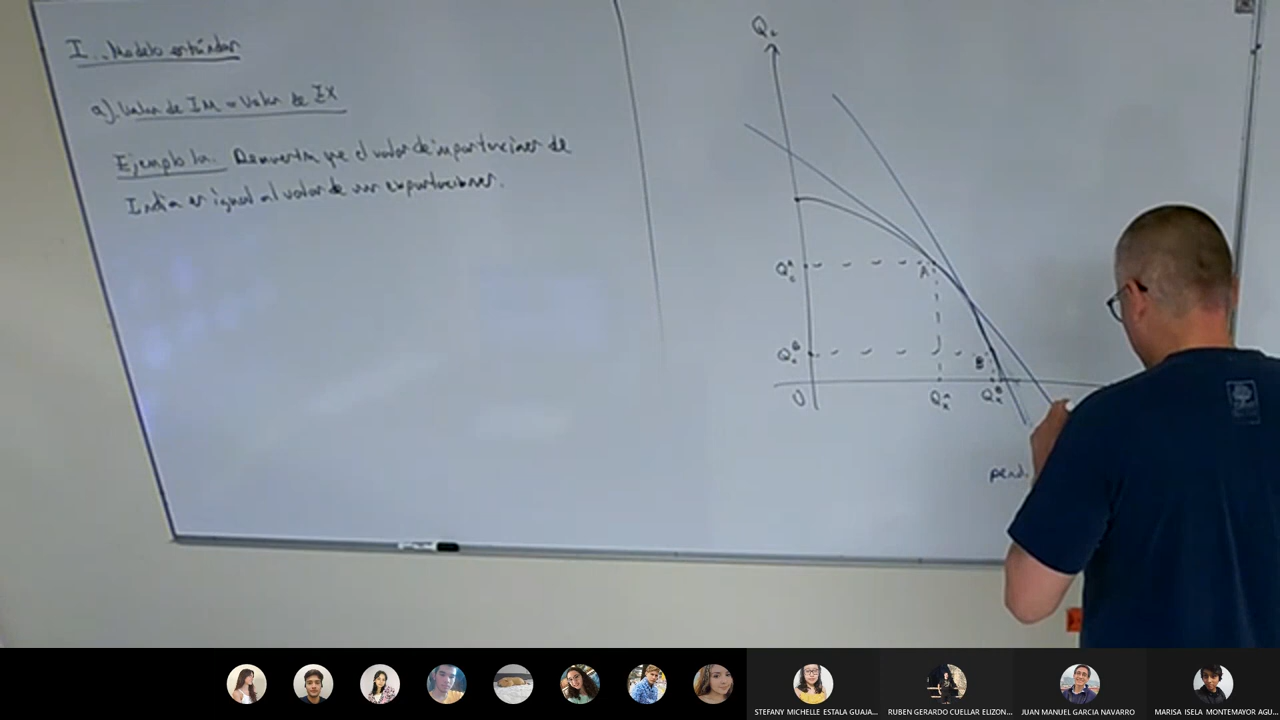 I. Modelo estándar
a). Valor de IM = Valor de EX
Ejemplo 1a. Demuestra que el valor de importaciones de
India es igual al valor de sus exportaciones.
Q
A
B
O
pend.
STEFANY MICHELLE ESTALA GUAJA...
RUBEN GERARDO CUELLAR ELIZON...
JUAN MANUEL GARCIA NAVARRO
MARISA ISELA MONTEMAYOR AGU...